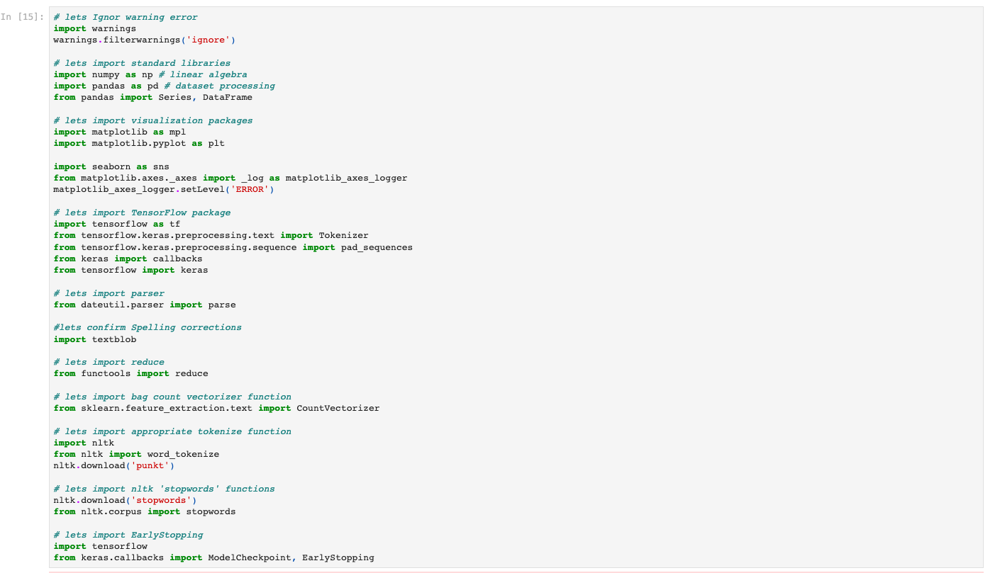 In [15]:
# lets Ignor warning error
import warnings
warnings.filterwarnings('ignore')
# lets import standard libraries
import numpy as np # linear algebra
import pandas as pd # dataset processing
from pandas import Series, DataFrame
# lets import visualization packages
import matplotlib as mpl
import matplotlib.pyplot as plt
import seaborn as sns
from matplotlib.axes._axes import _log as matplotlib_axes_logger
matplotlib_axes_logger.setLevel('ERROR')
# lets import TensorFlow package
import tensorflow as tf
from tensorflow.keras.preprocessing.text import Tokenizer
from tensorflow.keras.preprocessing.sequence import pad_sequences
from keras import callbacks
from tensorflow import keras
# lets import parser
from dateutil.parser import parse
#lets confirm Spelling corrections
import textblob
# lets import reduce
from functools import reduce
# lets import bag count vectorizer function
from sklearn.feature_extraction.text import CountVectorizer
# lets import appropriate tokenize function
import nltk
from nltk import word_tokenize
nltk.download('punkt')
# lets import nltk 'stopwords' functions
nltk.download('stopwords')
from nltk.corpus import stopwords
# lets import EarlyStopping
import tensorflow
from keras.callbacks import ModelCheckpoint, EarlyStopping